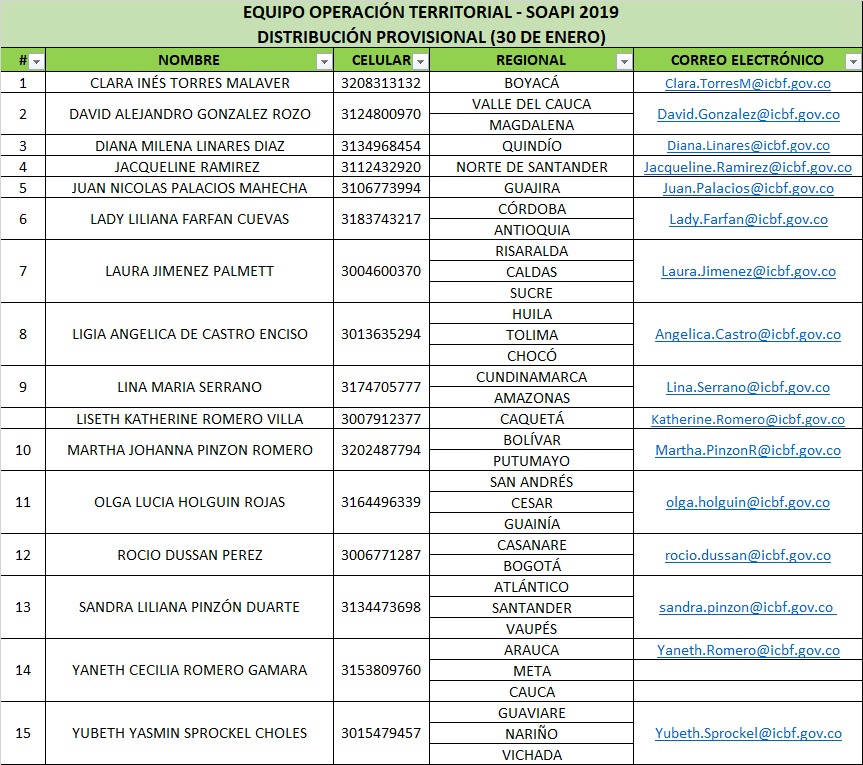 EQUIPO OPERACIÓN TERRITORIAL - SOAPI 2019
DISTRIBUCIÓN PROVISIONAL (30 DE ENERO)
# NOMBRE CELULAR REGIONAL CORREO ELECTRÓNICO
1 CLARA INÉS TORRES MALAVER 3208313132 BOYACÁ Clara.TorresM@icbf.gov.co
2 DAVID ALEJANDRO GONZALEZ ROZO 3124800970 VALLE DEL CAUCA David.Gonzalez@icbf.gov.co
MAGDALENA
3 DIANA MILENA LINARES DIAZ 3134968454 QUINDÍO Diana.Linares@icbf.gov.co
4 JACQUELINE RAMIREZ 3112432920 NORTE DE SANTANDER Jacqueline.Ramirez@icbf.gov.co
5 JUAN NICOLAS PALACIOS MAHECHA 3106773994 GUAJIRA Juan.Palacios@icbf.gov.co
6 LADY LILIANA FARFAN CUEVAS 3183743217 CÓRDOBA Lady.Farfan@icbf.gov.co
ANTIOQUIA
RISARALDA
7 LAURA JIMENEZ PALMETT 3004600370 CALDAS Laura.Jimenez@icbf.gov.co
SUCRE
HUILA
8 LIGIA ANGELICA DE CASTRO ENCISO 3013635294 TOLIMA Angelica.Castro@icbf.gov.co
CHOCÓ
9 LINA MARIA SERRANO 3174705777 CUNDINAMARCA Lina.Serrano@icbf.gov.co
AMAZONAS
LISETH KATHERINE ROMERO VILLA 3007912377 CAQUETÁ Katherine.Romero@icbf.gov.co
10 MARTHA JOHANNA PINZON ROMERO 3202487794 BOLÍVAR Martha.PinzonR@icbf.gov.co
PUTUMAYO
SAN ANDRÉS
11 OLGA LUCIA HOLGUIN ROJAS 3164496339 CESAR olga.holguin@icbf.gov.co
GUAINÍA
12 ROCIO DUSSAN PEREZ 3006771287 CASANARE rocio.dussan@icbf.gov.co
BOGOTÁ
ATLÁNTICO
13 SANDRA LILIANA PINZÓN DUARTE 3134473698 SANTANDER sandra.pinzon@icbf.gov.co
VAUPÉS
ARAUCA Yaneth.Romero@icbf.gov.co
14 YANETH CECILIA ROMERO GAMARA 3153809760 META
CAUCA
GUAVIARE
15 YUBETH YASMIN SPROCKEL CHOLES 3015479457 NARIÑO Yubeth.Sprockel@icbf.gov.co
VICHADA